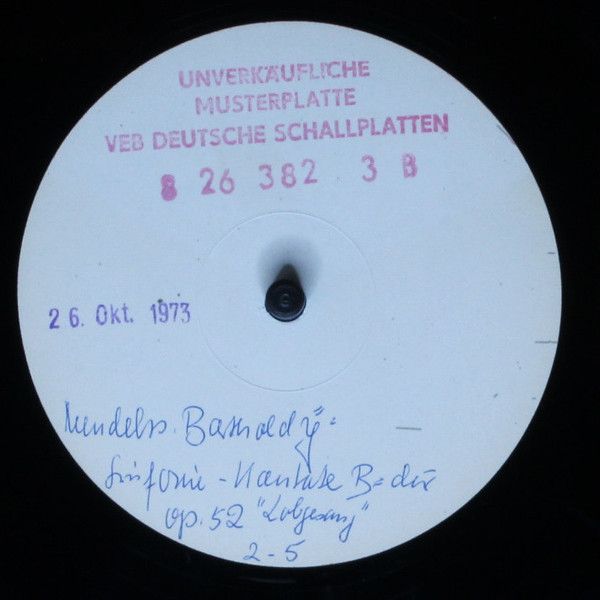 UNVERKÄUFLICHE
MUSTERPLATTE
VEB DEUTSCHE SCHALLPLATTEN
8 26 382 3 B
26. Okt. 1973
Mendelss. Bartholdy:
Sinfonie-Kantate B-dur
op. 52 "Lobgesang"
2-5